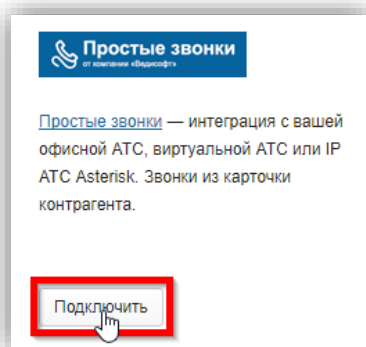 Простые звонки
от компании «Ведисофт»
Простые звонки — интеграция с вашей
офисной АТС, виртуальной АТС или IP
АТС Asterisk. Звонки из карточки
контрагента.
Подключить